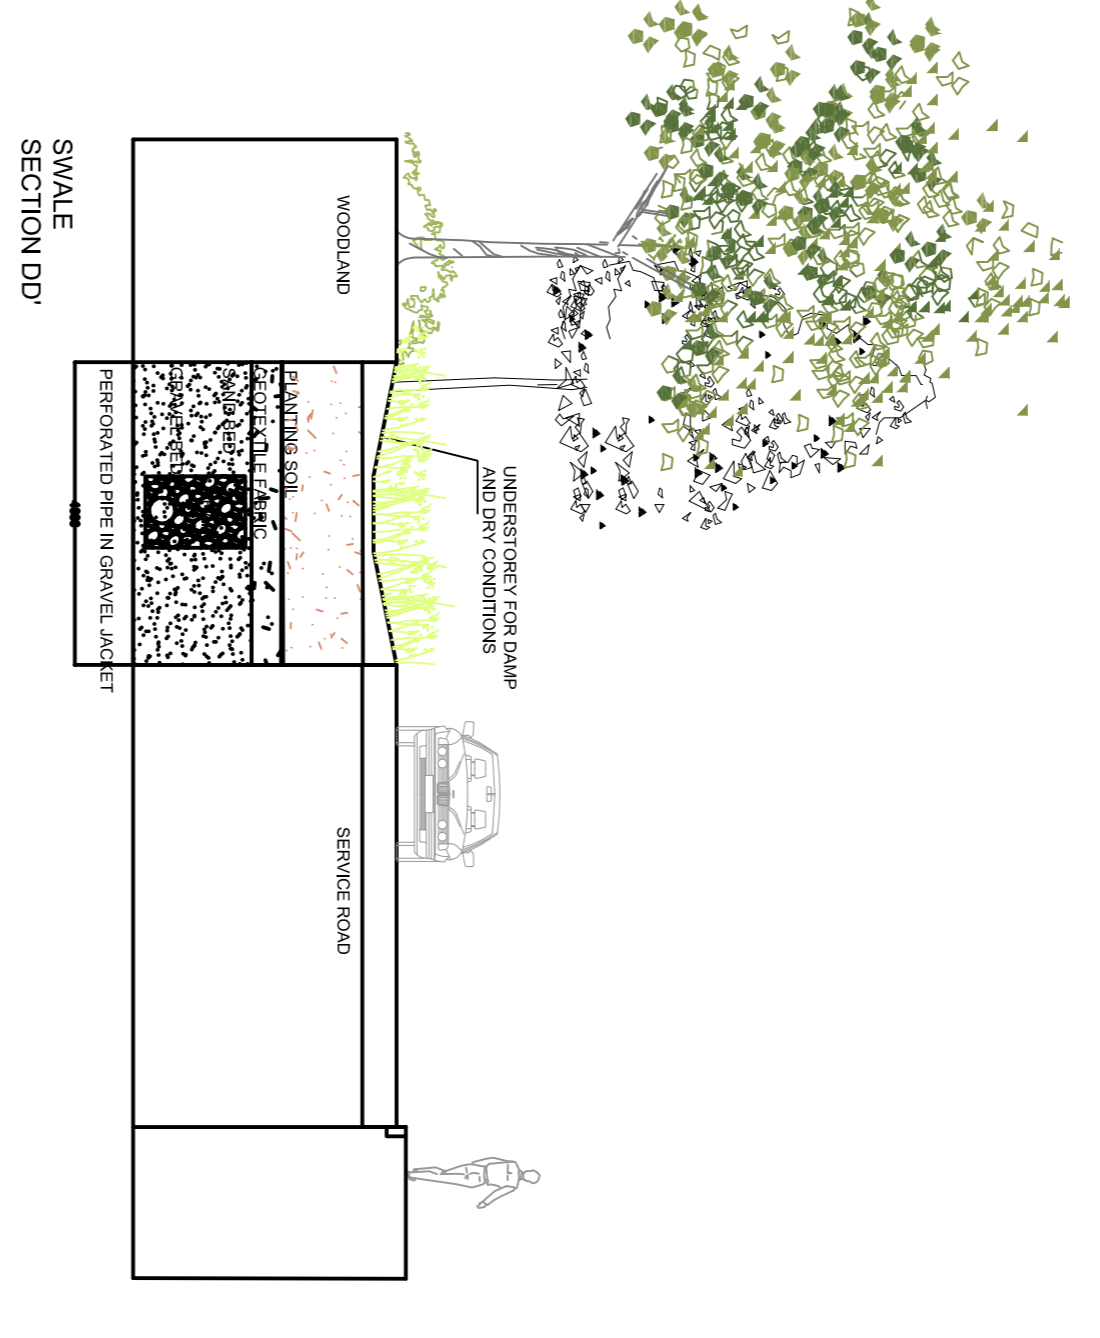 UNDERSTOREY FOR DAMP
AND DRY CONDITIONS
WOODLAND
SERVICE ROAD
PLANTING SOIL
GEOTEXTILE FABRIC
SAND BED
GRAVEL BED
PERFORATED PIPE IN GRAVEL JACKET
SWALE
SECTION DD'